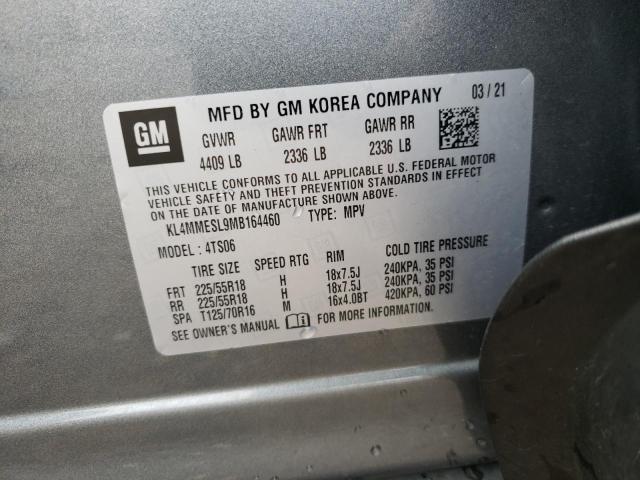 GM
MFD BY GM KOREA COMPANY 03 / 21
GVWR GAWR FRT GAWR RR
4409 LB 2336 LB 2336 LB
THIS VEHICLE CONFORMS TO ALL APPLICABLE U.S. FEDERAL MOTOR
VEHICLE SAFETY AND THEFT PREVENTION STANDARDS IN EFFECT
ON THE DATE OF MANUFACTURE SHOWN ABOVE.
KL4MMESL9MB164460 TYPE: MPV
MODEL : 4TS06
TIRE SIZE SPEED RTG RIM COLD TIRE PRESSURE
FRT 225/55R18 H 18x7.5J 240KPA, 35 PSI
RR 225/55R18 H 18x7.5J 240KPA, 35 PSI
SPA T125/70R16 M 16x4.0BT 420KPA, 60 PSI
SEE OWNER'S MANUAL FOR MORE INFORMATION.